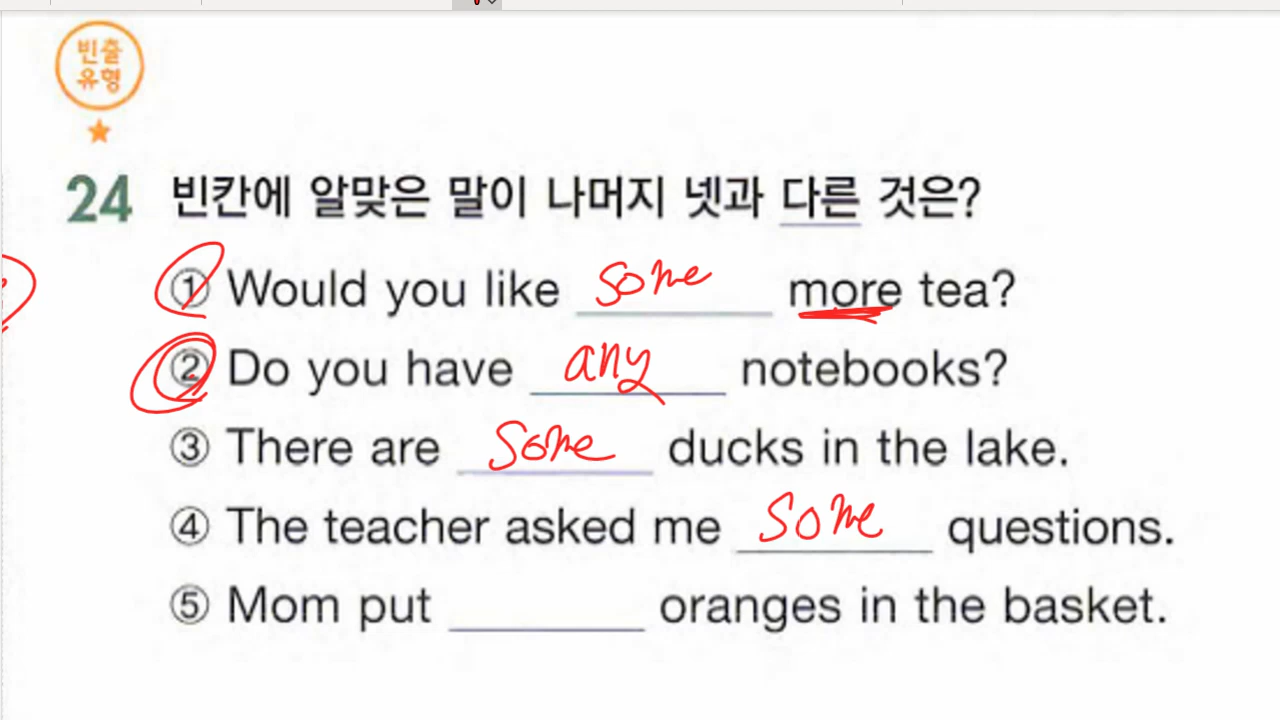 빈출
유형
24 빈칸에 알맞은 말이 나머지 넷과 다른 것은?
① Would you like some more tea?
② Do you have any notebooks?
③ There are some ducks in the lake.
④ The teacher asked me some questions.
⑤ Mom put ________ oranges in the basket.